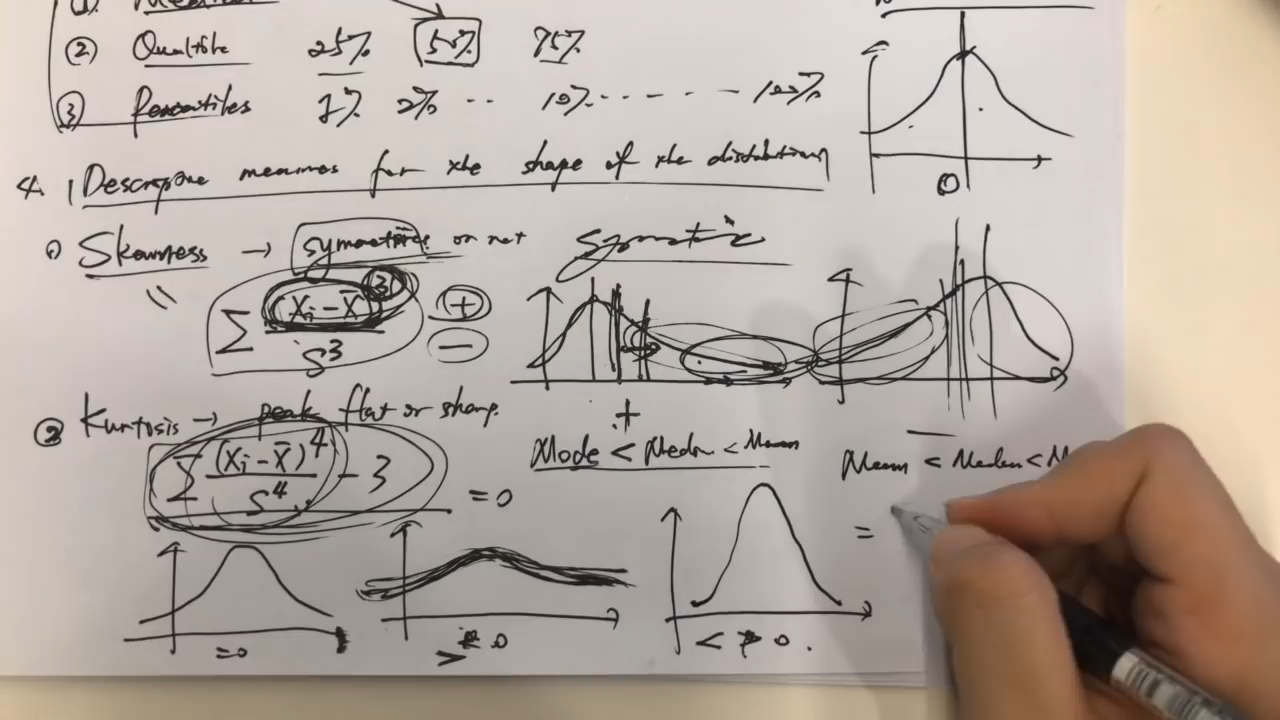 ② Quartile 25% 50% 75%
③ Percentiles 1% 2% ·· 10% ······ 100%
4. Descriptive measures for the shape of the distribution
0
① Skewness → symmetric or not Symmetric
∑ (Xi - X̄)3 / S3 + −
② Kurtosis → peak flat or sharp.
∑ (Xi - X̄)4 / S4 - 3 = 0
+
Mode < Median < Mean
−
Mean < Median < M
=
=0
> 0
< 0.